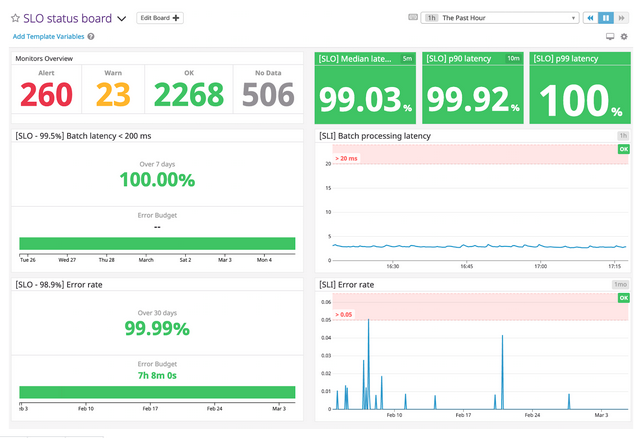 SLO status board
Edit Board +
1h The Past Hour
Add Template Variables ?
Monitors Overview
Alert Warn OK No Data
260 23 2268 506
[SLO] Median late... 5m
99.03 %
[SLO] p90 latency 10m
99.92 %
[SLO] p99 latency
100 %
[SLO - 99.5%] Batch latency < 200 ms
Over 7 days
100.00%
Error Budget
--
Tue 26 Wed 27 Thu 28 March Sat 2 Mar 3 Mon 4
[SLI] Batch processing latency 1h
OK
> 20 ms
20
15
10
5
0
16:30 16:45 17:00 17:15
[SLO - 98.9%] Error rate
Over 30 days
99.99%
Error Budget
7h 8m 0s
b 3 Feb 10 Feb 17 Feb 24 Mar 3
[SLI] Error rate 1mo
OK
0.06
0.05
> 0.05
0.04
0.03
0.02
0.01
0
Feb 10 Feb 17 Feb 24 Mar 3